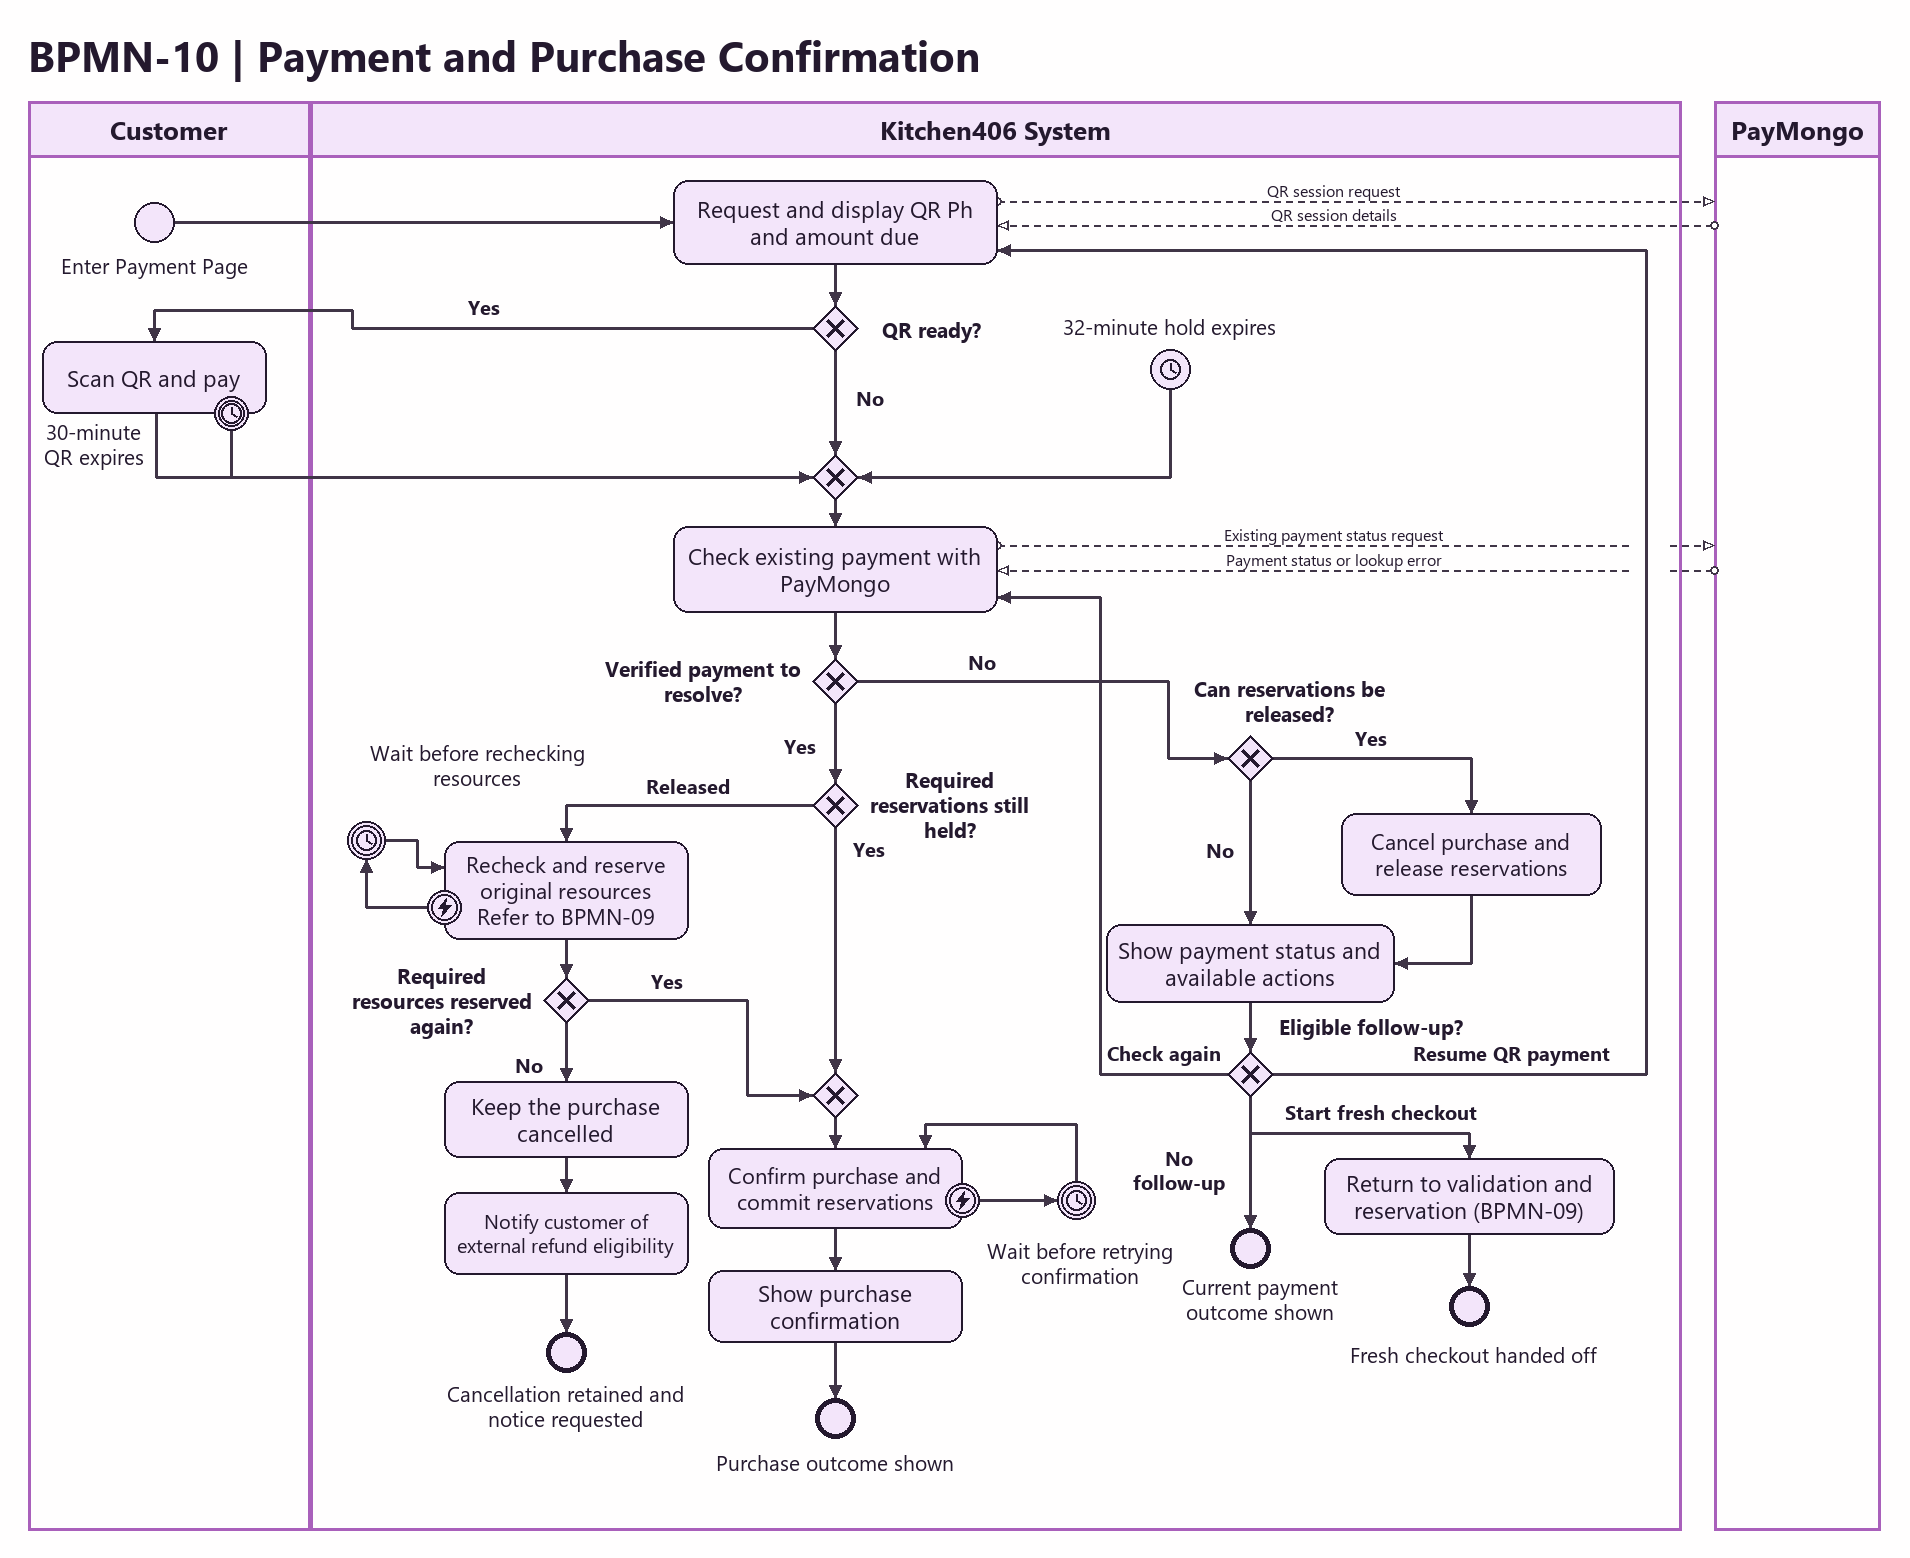 BPMN-10 | Payment and Purchase Confirmation
Customer
Kitchen406 System
PayMongo
Enter Payment Page
Request and display QR Ph
and amount due
QR session request
QR session details
Yes
QR ready?
32-minute hold expires
Scan QR and pay
30-minute
QR expires
No
Check existing payment with
PayMongo
Existing payment status request
Payment status or lookup error
Verified payment to
resolve?
No
Can reservations be
released?
Yes
Yes
Wait before rechecking
resources
Released
Required
reservations still
held?
Yes
Recheck and reserve
original resources
Refer to BPMN-09
No
Cancel purchase and
release reservations
Show payment status and
available actions
Required
resources reserved
again?
Yes
Eligible follow-up?
Check again
Resume QR payment
No
Keep the purchase
cancelled
Start fresh checkout
No
follow-up
Confirm purchase and
commit reservations
Return to validation and
reservation (BPMN-09)
Notify customer of
external refund eligibility
Wait before retrying
confirmation
Show purchase
confirmation
Current payment
outcome shown
Fresh checkout handed off
Cancellation retained and
notice requested
Purchase outcome shown